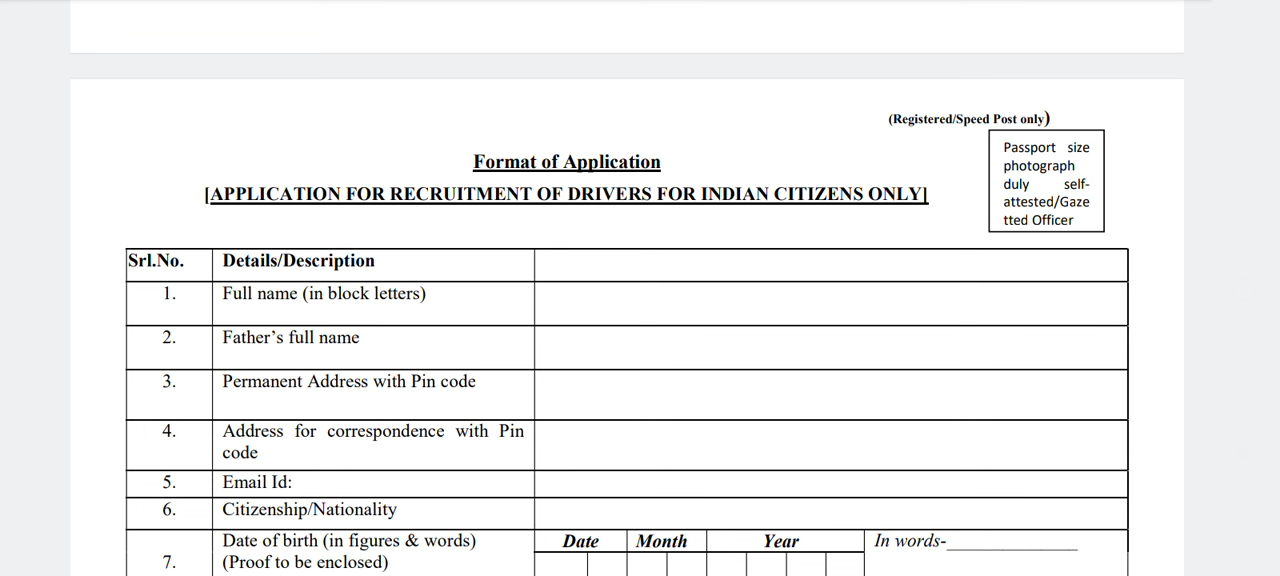 (Registered/Speed Post only)
Passport size
photograph
duly self-
attested/Gaze
tted Officer
Format of Application
[APPLICATION FOR RECRUITMENT OF DRIVERS FOR INDIAN CITIZENS ONLY]
Srl.No. Details/Description
1. Full name (in block letters)
2. Father’s full name
3. Permanent Address with Pin code
4. Address for correspondence with Pin
code
5. Email Id:
6. Citizenship/Nationality
Date of birth (in figures & words) Date Month Year In words-______________
7. (Proof to be enclosed)